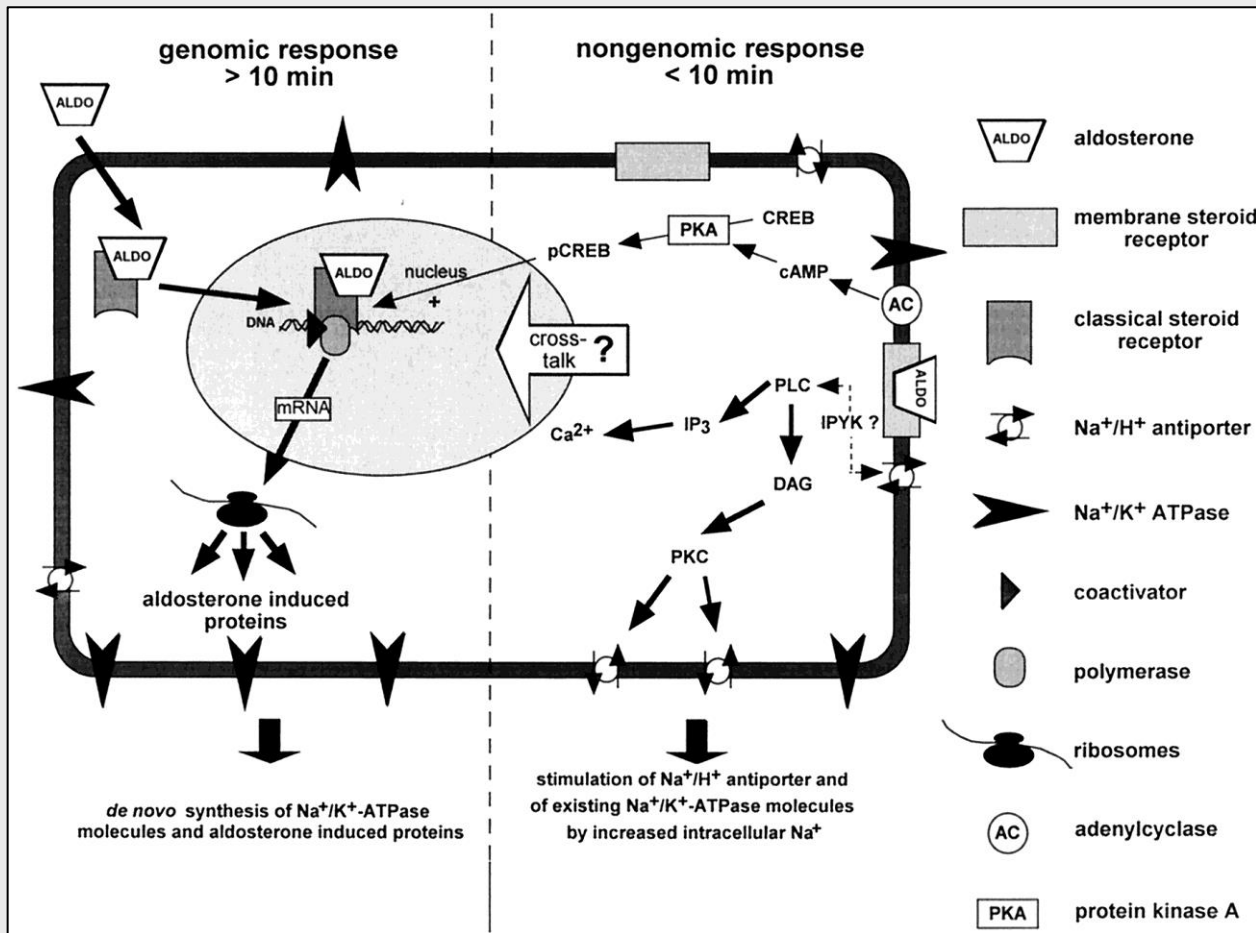 genomic response
> 10 min
nongenomic response
< 10 min
ALDO
ALDO
ALDO
nucleus
+
DNA
mRNA
aldosterone induced
proteins
CREB
PKA
pCREB
cAMP
AC
cross-
talk ?
ALDO
PLC
IPYK ?
IP3
Ca2+
DAG
PKC
de novo synthesis of Na+/K+-ATPase
molecules and aldosterone induced proteins
stimulation of Na+/H+ antiporter and
of existing Na+/K+-ATPase molecules
by increased intracellular Na+
ALDO aldosterone
membrane steroid
receptor
classical steroid
receptor
Na+/H+ antiporter
Na+/K+ ATPase
coactivator
polymerase
ribosomes
AC adenylcyclase
PKA protein kinase A